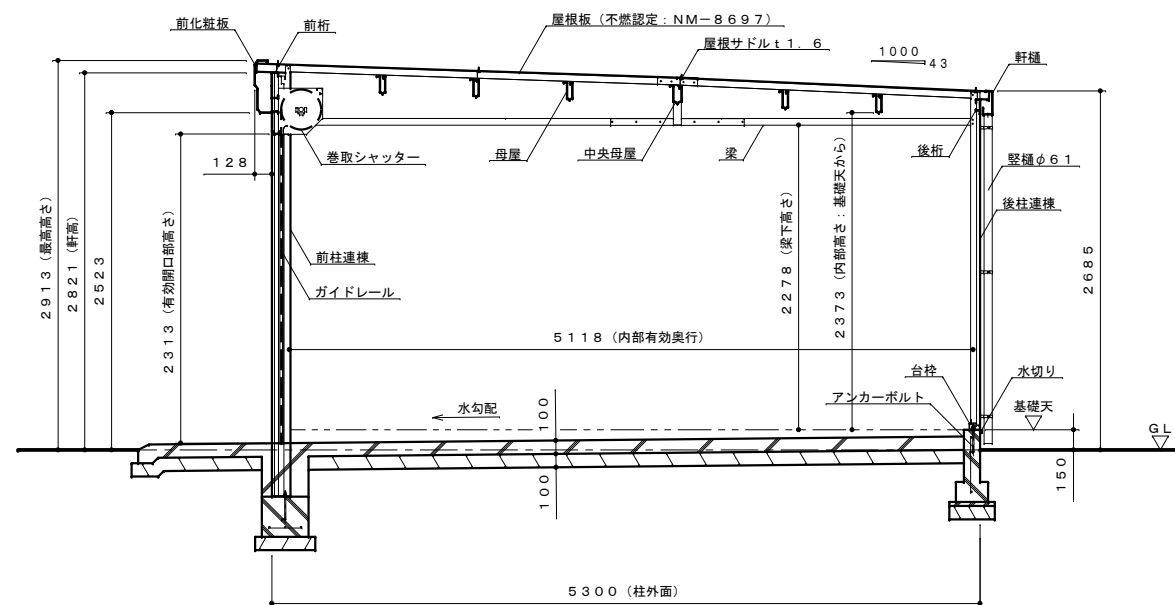 屋根板（不燃認定：ＮＭ－８６９７）
前化粧板
前桁
屋根サドルｔ１．６
１０００
４３
軒樋
巻取シャッター
母屋
中央母屋
梁
後桁
竪樋φ６１
後柱連棟
１２８
２９１３（最高高さ）
２８２１（軒高）
２５２３
２３１３（有効開口部高さ）
前柱連棟
ガイドレール
２２７８（梁下高さ）
２３７３（内部高さ：基礎天から）
２６８５
５１１８（内部有効奥行）
台枠
水切り
アンカーボルト
基礎天
水勾配
１００
１００
ＧＬ
１５０
５３００（柱外面）